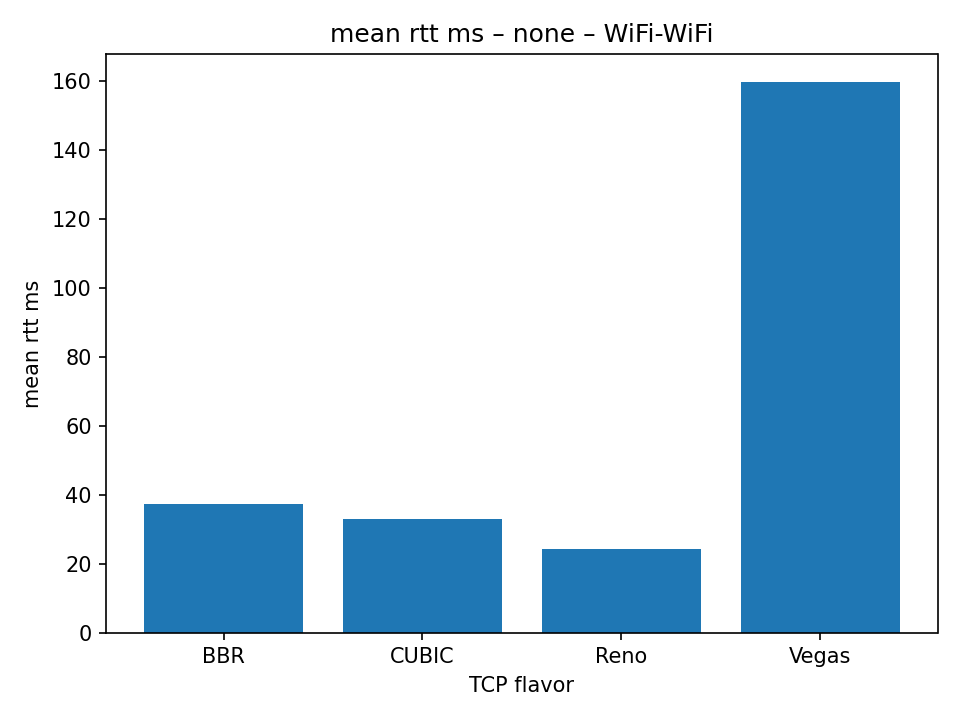 mean rtt ms – none – WiFi-WiFi
160
140
120
100
80
60
40
20
0
mean rtt ms
BBR
CUBIC
Reno
Vegas
TCP flavor